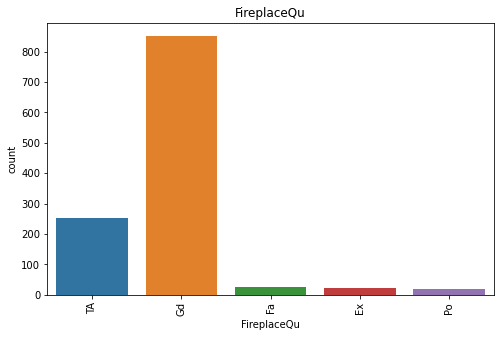 FireplaceQu
800
700
600
500
400
300
200
100
0
count
TA
Gd
Fa
Ex
Po
FireplaceQu